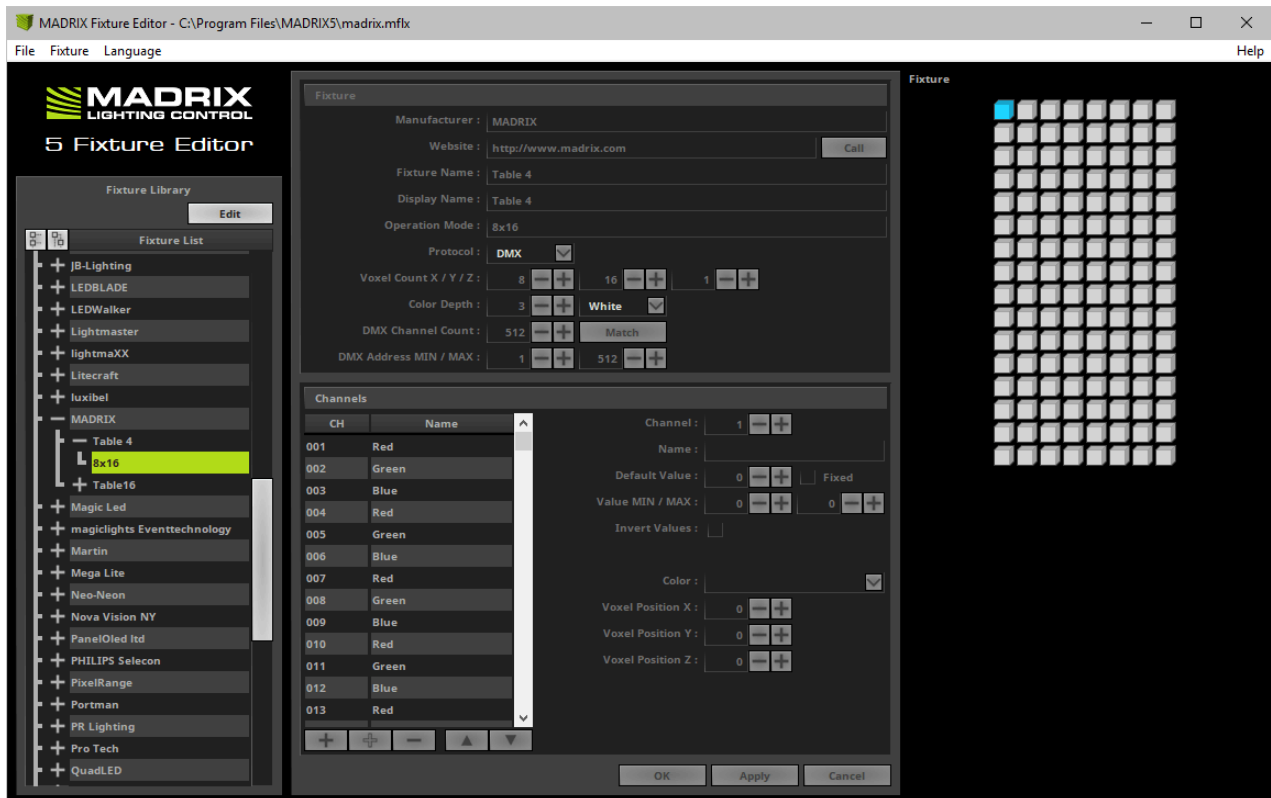 MADRIX Fixture Editor - C:\Program Files\MADRIX5\madrix.mflx
File Fixture Language Help
MADRIX
LIGHTING CONTROL
5 Fixture Editor
Fixture Library
Edit
Fixture List
JB-Lighting
LEDBLADE
LEDWalker
Lightmaster
lightmaXX
Litecraft
luxibel
MADRIX
Table 4
8x16
Table16
Magic Led
magiclights Eventtechnology
Martin
Mega Lite
Neo-Neon
Nova Vision NY
PanelOled ltd
PHILIPS Selecon
PixelRange
Portman
PR Lighting
Pro Tech
QuadLED
Fixture
Manufacturer : MADRIX
Website : http://www.madrix.com Call
Fixture Name : Table 4
Display Name : Table 4
Operation Mode : 8x16
Protocol : DMX
Voxel Count X / Y / Z : 8 16 1
Color Depth : 3 White
DMX Channel Count : 512 Match
DMX Address MIN / MAX : 1 512
Channels
CH Name
001 Red
002 Green
003 Blue
004 Red
005 Green
006 Blue
007 Red
008 Green
009 Blue
010 Red
011 Green
012 Blue
013 Red
Channel : 1
Name :
Default Value : 0 Fixed
Value MIN / MAX : 0 0
Invert Values :
Color :
Voxel Position X : 0
Voxel Position Y : 0
Voxel Position Z : 0
OK Apply Cancel
Fixture